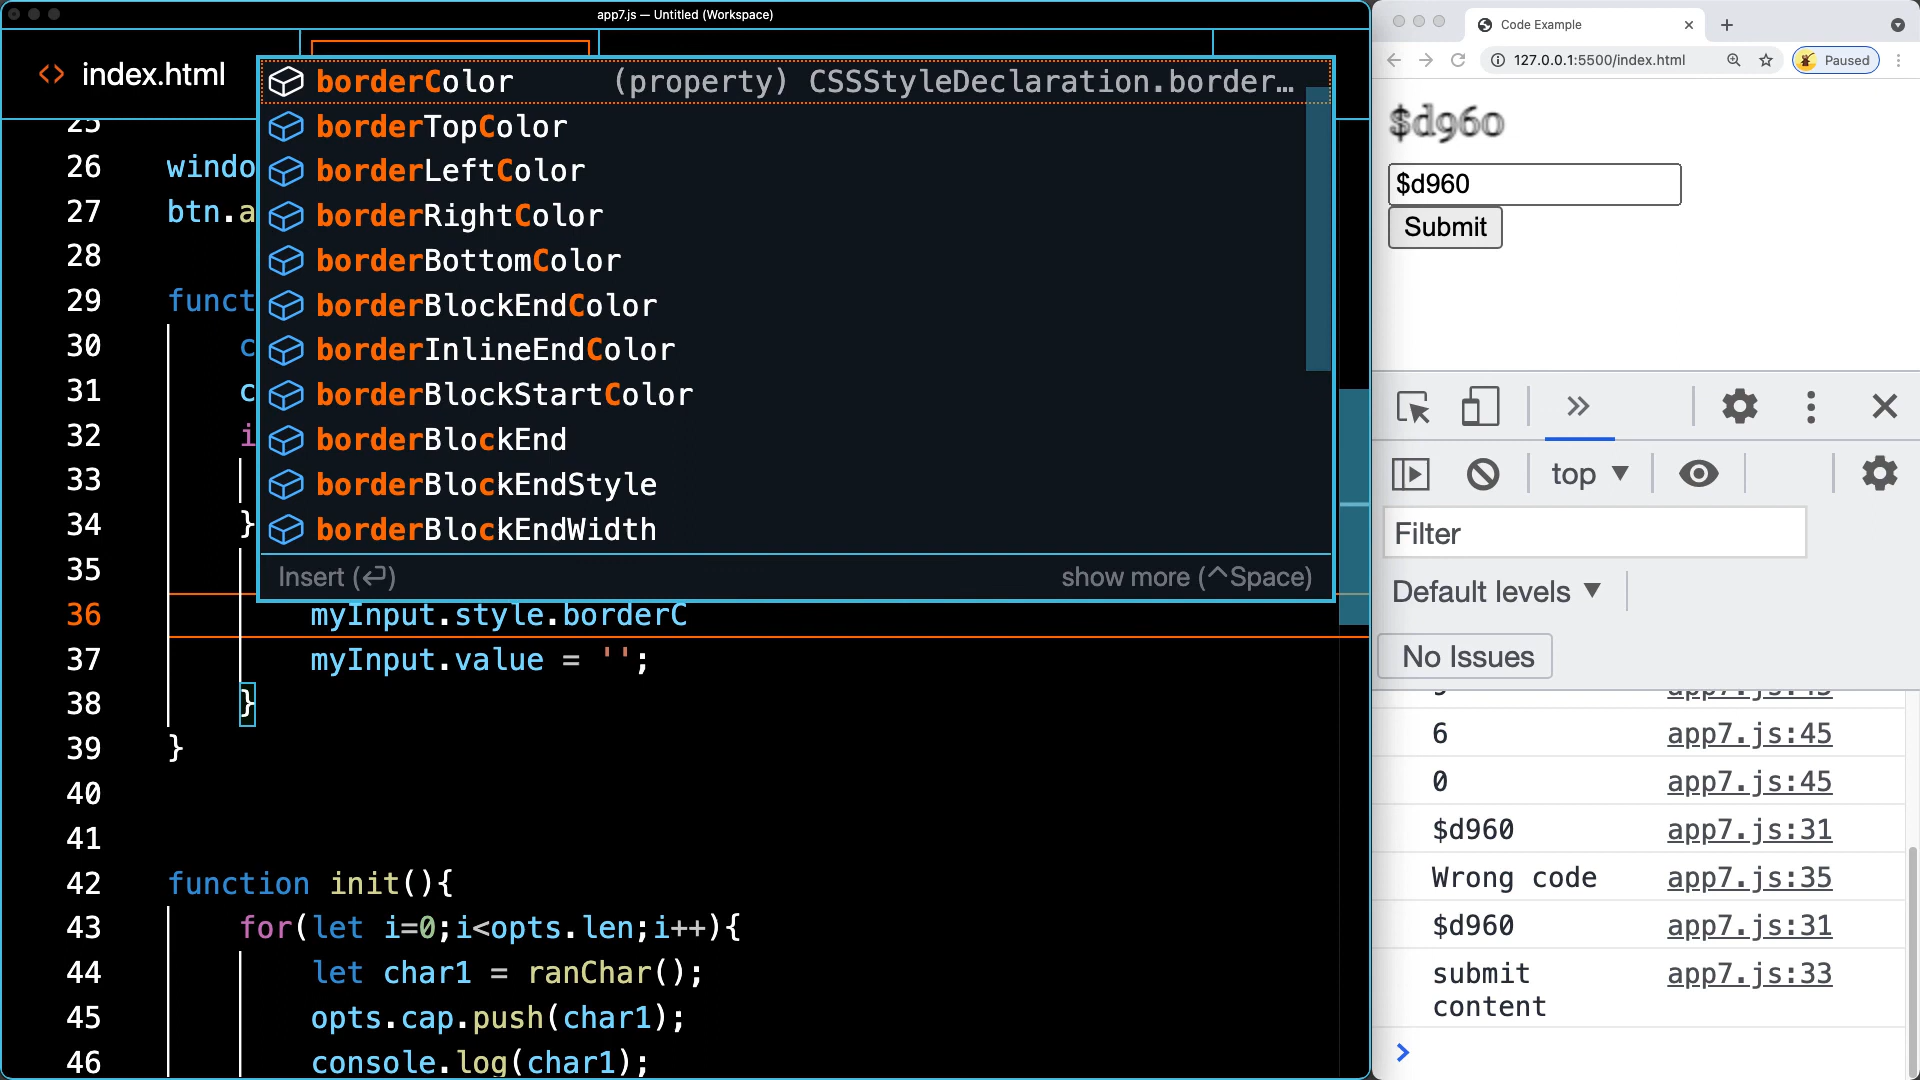 app7.js — Untitled (Workspace)
<> index.html
25
26 windo
27 btn.a
28
29 funct
30 c
31 c
32 i
33
34 }
35
36 myInput.style.borderC
37 myInput.value = '';
38 }
39 }
40
41
42 function init(){
43 for(let i=0;i<opts.len;i++){
44 let char1 = ranChar();
45 opts.cap.push(char1);
46 console.log(char1);
borderColor (property) CSSStyleDeclaration.border…
borderTopColor
borderLeftColor
borderRightColor
borderBottomColor
borderBlockEndColor
borderInlineEndColor
borderBlockStartColor
borderBlockEnd
borderBlockEndStyle
borderBlockEndWidth
Insert (⏎) show more (^Space)
Code Example
127.0.0.1:5500/index.html Paused
$d960
$d960
Submit
top ▼
Filter
Default levels ▼
No Issues
6 app7.js:45
0 app7.js:45
$d960 app7.js:31
Wrong code app7.js:35
$d960 app7.js:31
submit app7.js:33
content